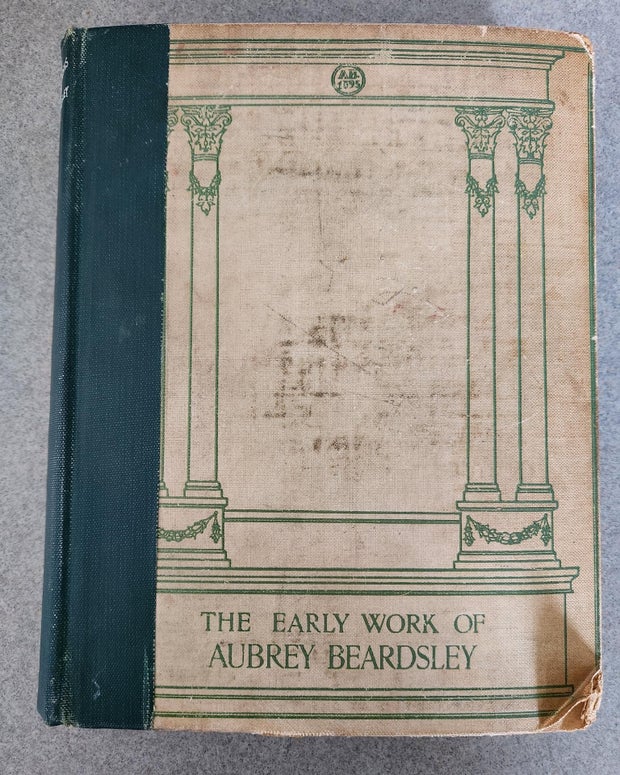 A.B.
1895
THE EARLY WORK OF
AUBREY BEARDSLEY